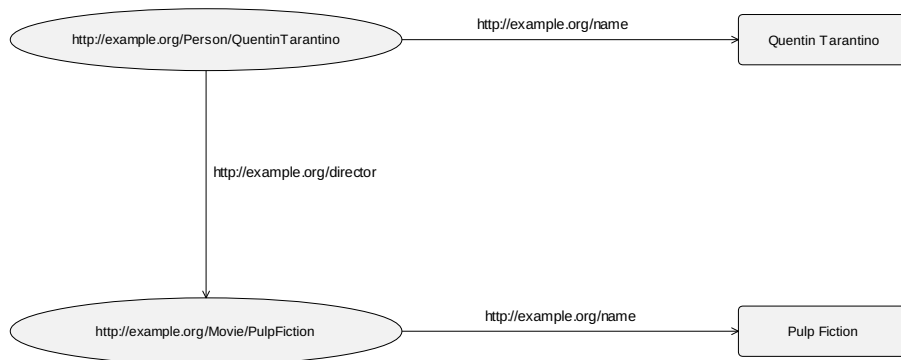 http://example.org/name
http://example.org/Person/QuentinTarantino
Quentin Tarantino
http://example.org/director
http://example.org/name
http://example.org/Movie/PulpFiction
Pulp Fiction